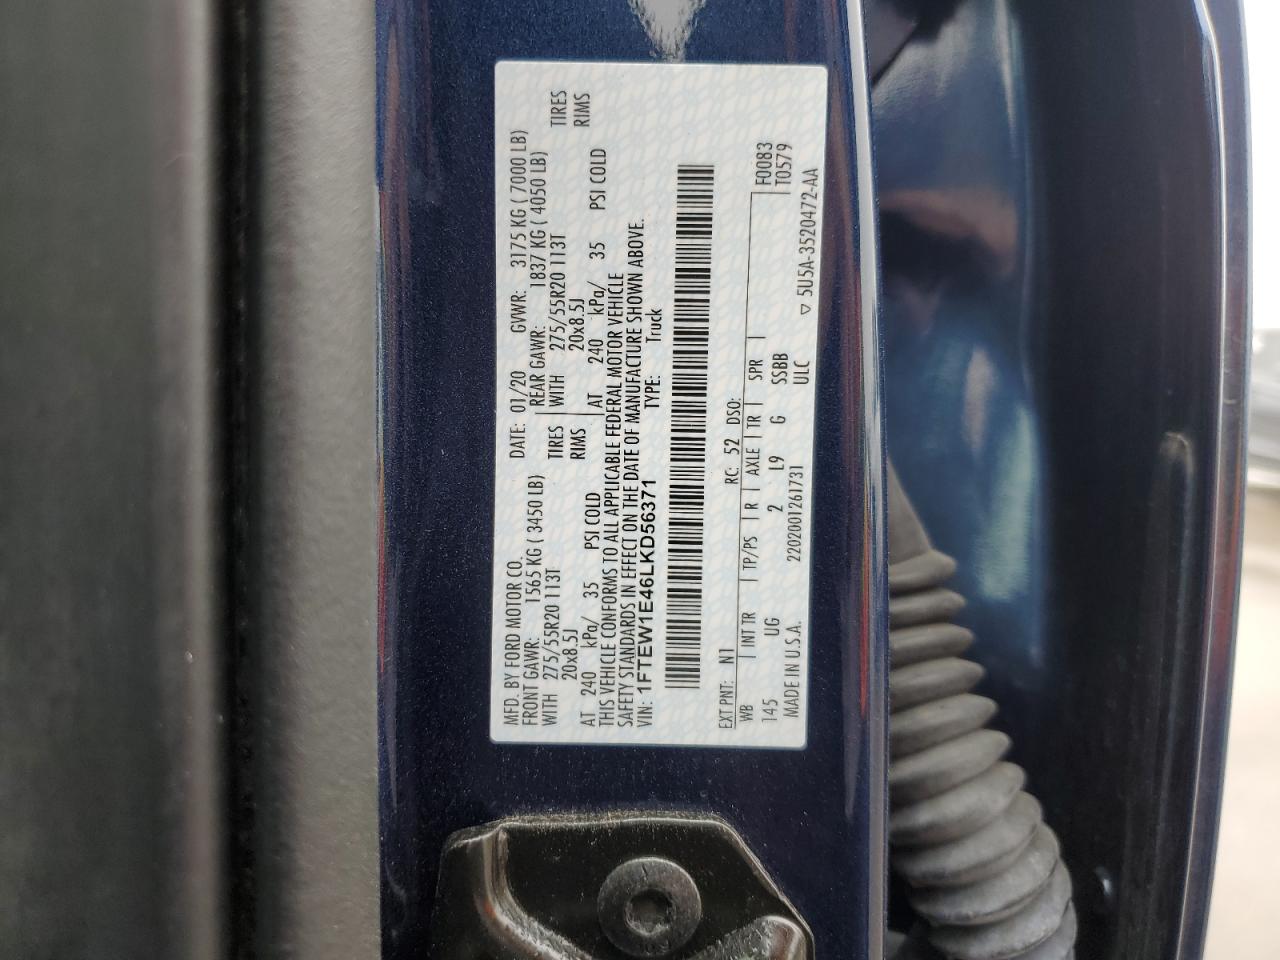 MFD. BY FORD MOTOR CO. DATE: 01/20 GVWR: 3175 KG ( 7000 LB)
FRONT GAWR: 1565 KG ( 3450 LB) REAR GAWR: 1837 KG ( 4050 LB)
WITH 275/55R20 113T TIRES WITH 275/55R20 113T TIRES
20x8.5J RIMS 20x8.5J RIMS
AT 240 kPa/ 35 PSI COLD AT 240 kPa/ 35 PSI COLD
THIS VEHICLE CONFORMS TO ALL APPLICABLE FEDERAL MOTOR VEHICLE
SAFETY STANDARDS IN EFFECT ON THE DATE OF MANUFACTURE SHOWN ABOVE.
VIN: 1FTEW1E46LKD56371 TYPE: Truck
EXT PNT: N1 RC: 52 DSO:
WB INT TR TP/PS R AXLE TR SPR F0083
145 UG 2 L9 G SSBB T0579
MADE IN U.S.A. 2202001261731 ULC ▽ 5U5A-3520472-AA